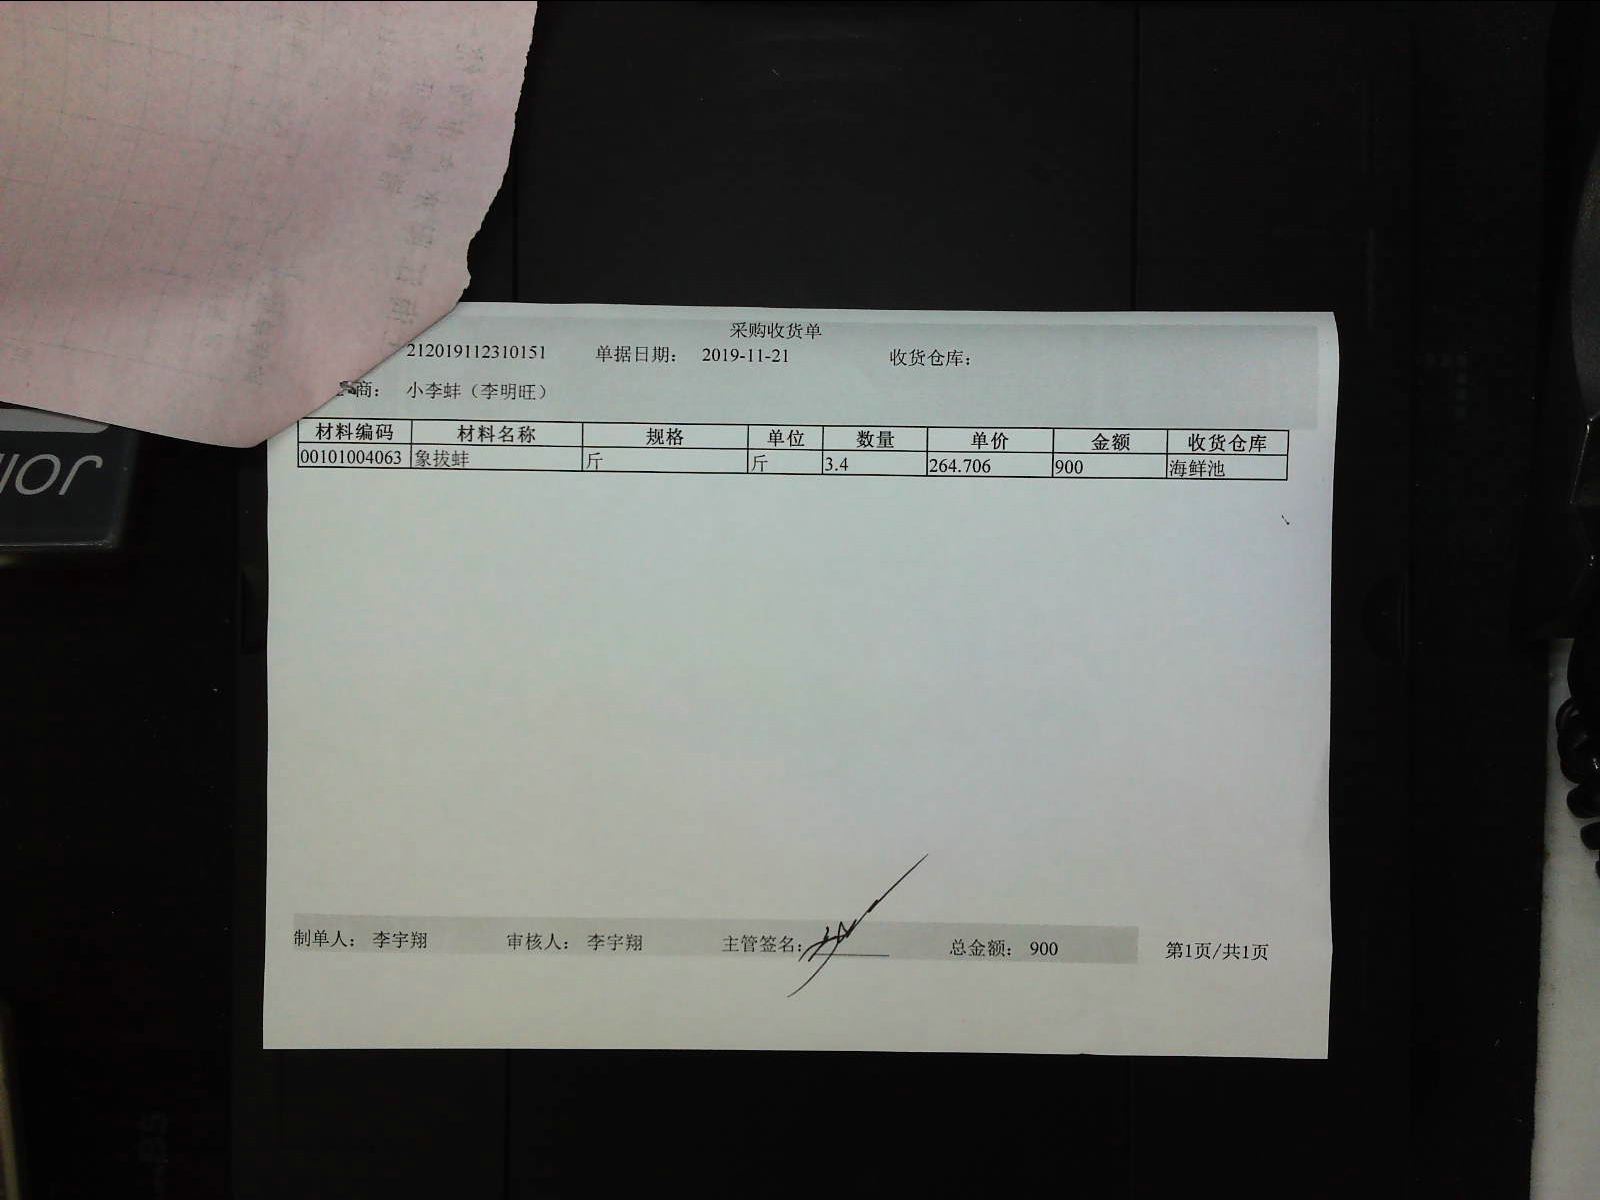 采购收货单
212019112310151 单据日期： 2019-11-21 收货仓库：
商： 小李蚌（李明旺）
材料编码 材料名称 规格 单位 数量 单价 金额 收货仓库
00101004063 象拔蚌 斤 斤 3.4 264.706 900 海鲜池
制单人： 李宇翔 审核人： 李宇翔 主管签名： 总金额： 900 第1页/共1页